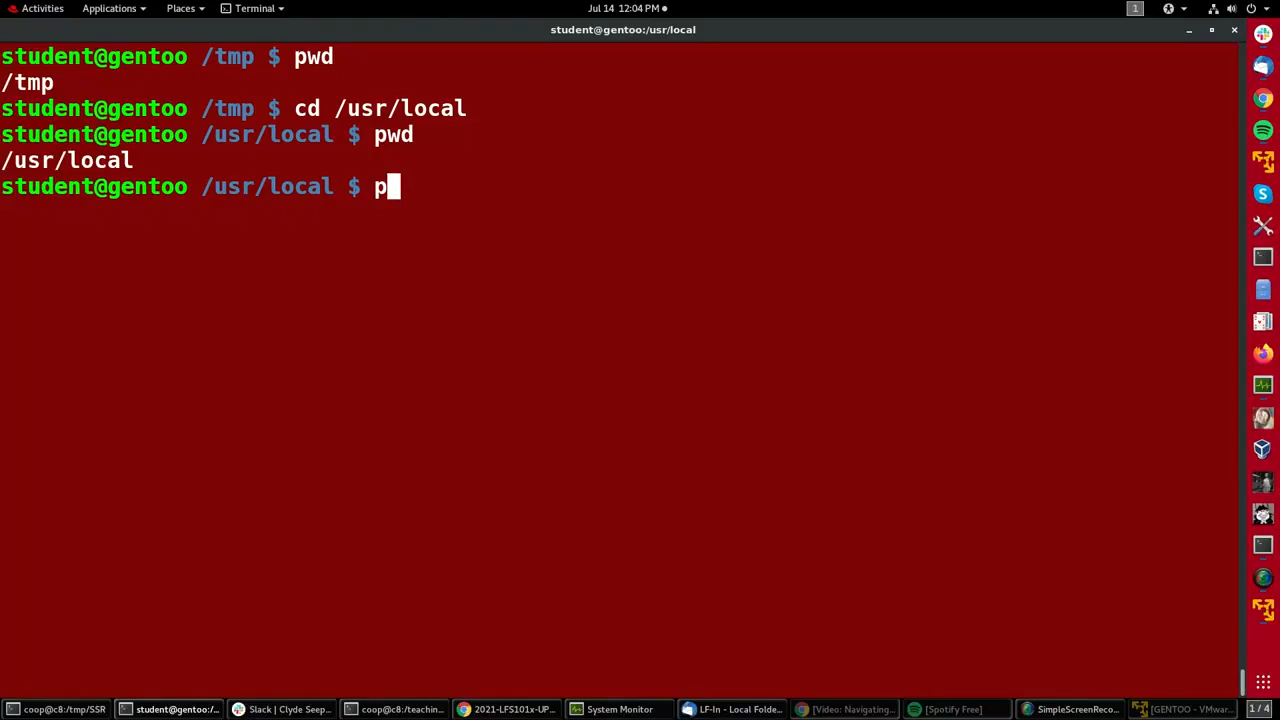 Activities Applications Places Terminal Jul 14 12:04 PM 1
student@gentoo:/usr/local
student@gentoo /tmp $ pwd
/tmp
student@gentoo /tmp $ cd /usr/local
student@gentoo /usr/local $ pwd
/usr/local
student@gentoo /usr/local $ p
coop@c8:/tmp/SSR student@gentoo:/... Slack | Clyde Seep... coop@c8:/teachin... 2021-LFS101x-UP... System Monitor LF-In - Local Folde... [Video: Navigating... [Spotify Free] SimpleScreenReco... [GENTOO - VMwar... 1 / 4